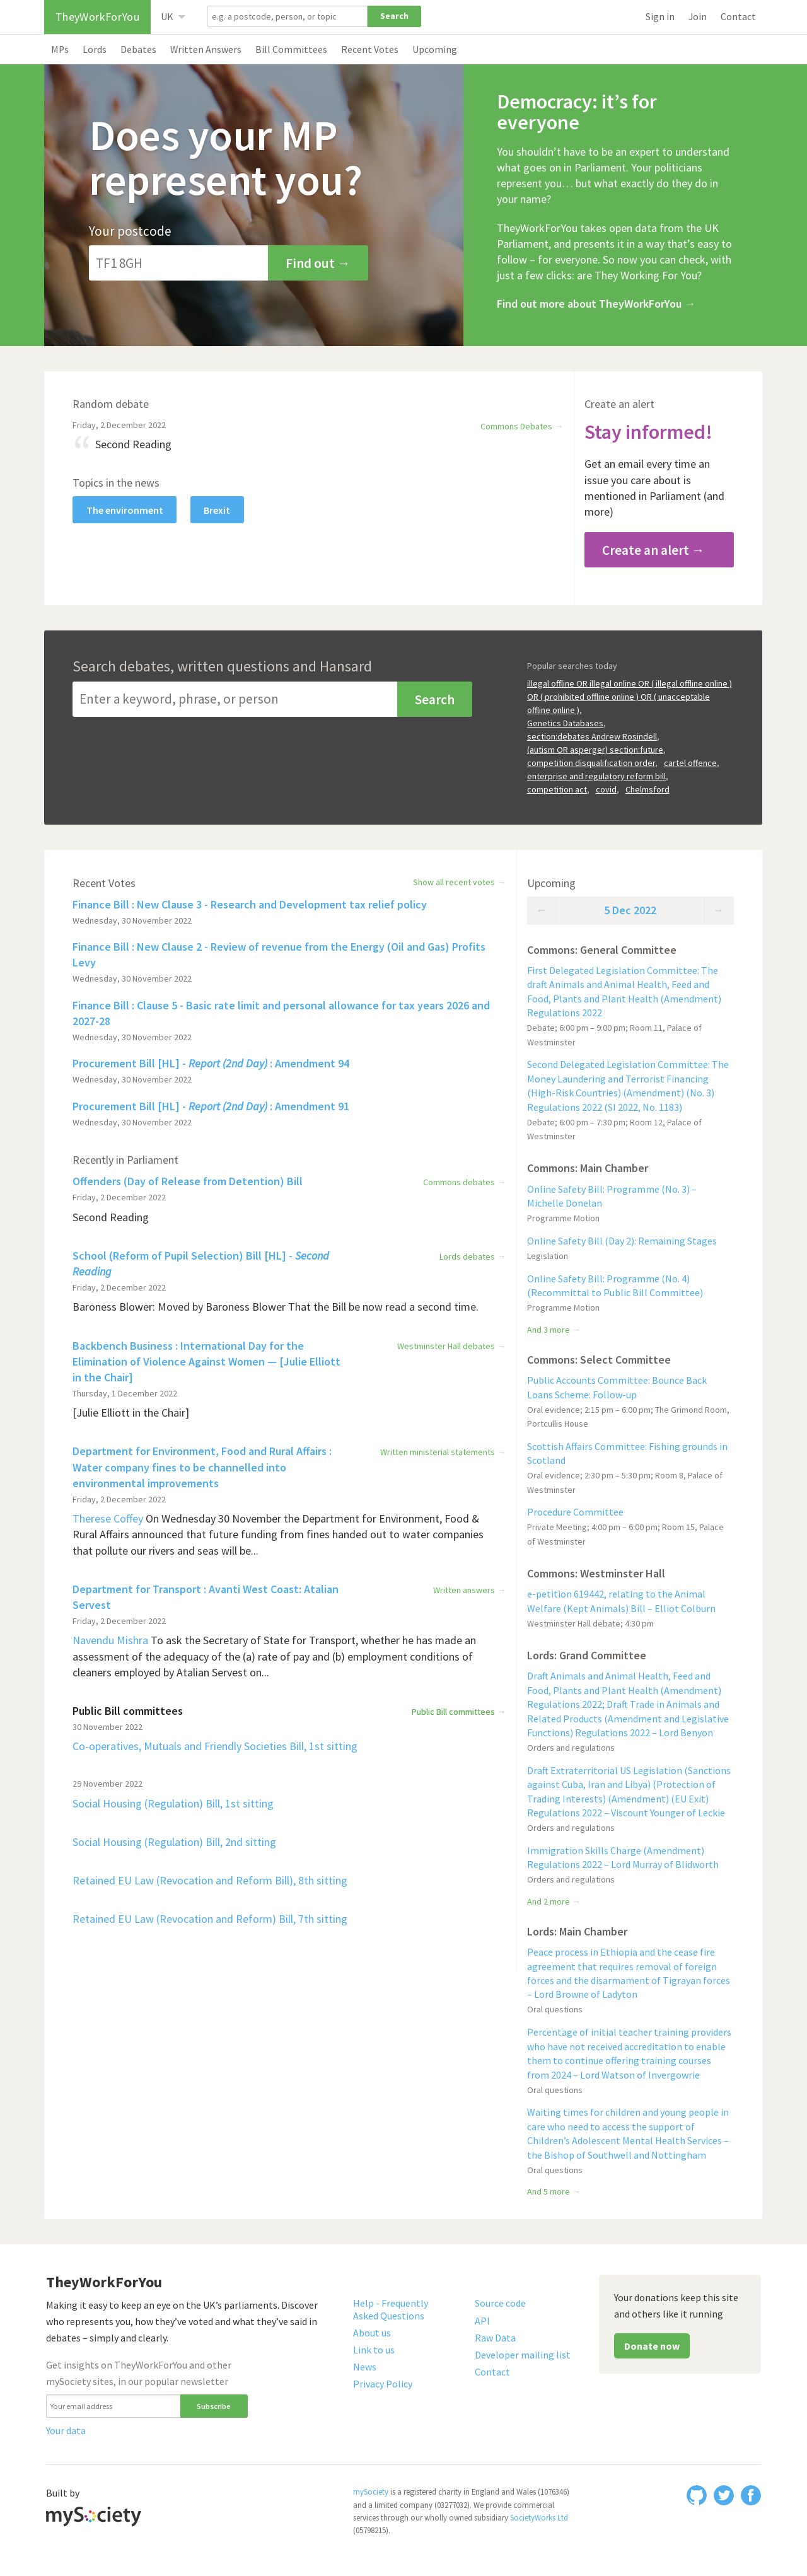 TheyWorkForYou
UK
e.g. a postcode, person, or topic
Search
Sign in
Join
Contact
MPs
Lords
Debates
Written Answers
Bill Committees
Recent Votes
Upcoming
Does your MP
represent you?
Your postcode
TF1 8GH
Find out →
Democracy: it’s for
everyone
You shouldn’t have to be an expert to understand
what goes on in Parliament. Your politicians
represent you… but what exactly do they do in
your name?
TheyWorkForYou takes open data from the UK
Parliament, and presents it in a way that’s easy to
follow – for everyone. So now you can check, with
just a few clicks: are They Working For You?
Find out more about TheyWorkForYou →
Random debate
Friday, 2 December 2022
Commons Debates →
“ Second Reading
Topics in the news
The environment
Brexit
Create an alert
Stay informed!
Get an email every time an
issue you care about is
mentioned in Parliament (and
more)
Create an alert →
Search debates, written questions and Hansard
Enter a keyword, phrase, or person
Search
Popular searches today
illegal offline OR illegal online OR ( illegal offline online )
OR ( prohibited offline online ) OR ( unacceptable
offline online ),
Genetics Databases,
section:debates Andrew Rosindell,
(autism OR asperger) section:future,
competition disqualification order, cartel offence,
enterprise and regulatory reform bill,
competition act, covid, Chelmsford
Recent Votes
Show all recent votes →
Finance Bill : New Clause 3 - Research and Development tax relief policy
Wednesday, 30 November 2022
Finance Bill : New Clause 2 - Review of revenue from the Energy (Oil and Gas) Profits
Levy
Wednesday, 30 November 2022
Finance Bill : Clause 5 - Basic rate limit and personal allowance for tax years 2026 and
2027-28
Wednesday, 30 November 2022
Procurement Bill [HL] - Report (2nd Day) : Amendment 94
Wednesday, 30 November 2022
Procurement Bill [HL] - Report (2nd Day) : Amendment 91
Wednesday, 30 November 2022
Recently in Parliament
Offenders (Day of Release from Detention) Bill
Commons debates →
Friday, 2 December 2022
Second Reading
School (Reform of Pupil Selection) Bill [HL] - Second
Reading
Lords debates →
Friday, 2 December 2022
Baroness Blower: Moved by Baroness Blower That the Bill be now read a second time.
Backbench Business : International Day for the
Elimination of Violence Against Women — [Julie Elliott
in the Chair]
Westminster Hall debates →
Thursday, 1 December 2022
[Julie Elliott in the Chair]
Department for Environment, Food and Rural Affairs :
Water company fines to be channelled into
environmental improvements
Written ministerial statements →
Friday, 2 December 2022
Therese Coffey On Wednesday 30 November the Department for Environment, Food &
Rural Affairs announced that future funding from fines handed out to water companies
that pollute our rivers and seas will be...
Department for Transport : Avanti West Coast: Atalian
Servest
Written answers →
Friday, 2 December 2022
Navendu Mishra To ask the Secretary of State for Transport, whether he has made an
assessment of the adequacy of the (a) rate of pay and (b) employment conditions of
cleaners employed by Atalian Servest on...
Public Bill committees
Public Bill committees →
30 November 2022
Co-operatives, Mutuals and Friendly Societies Bill, 1st sitting
29 November 2022
Social Housing (Regulation) Bill, 1st sitting
Social Housing (Regulation) Bill, 2nd sitting
Retained EU Law (Revocation and Reform Bill), 8th sitting
Retained EU Law (Revocation and Reform) Bill, 7th sitting
Upcoming
← 5 Dec 2022 →
Commons: General Committee
First Delegated Legislation Committee: The
draft Animals and Animal Health, Feed and
Food, Plants and Plant Health (Amendment)
Regulations 2022
Debate; 6:00 pm – 9:00 pm; Room 11, Palace of
Westminster
Second Delegated Legislation Committee: The
Money Laundering and Terrorist Financing
(High-Risk Countries) (Amendment) (No. 3)
Regulations 2022 (SI 2022, No. 1183)
Debate; 6:00 pm – 7:30 pm; Room 12, Palace of
Westminster
Commons: Main Chamber
Online Safety Bill: Programme (No. 3) –
Michelle Donelan
Programme Motion
Online Safety Bill (Day 2): Remaining Stages
Legislation
Online Safety Bill: Programme (No. 4)
(Recommittal to Public Bill Committee)
Programme Motion
And 3 more →
Commons: Select Committee
Public Accounts Committee: Bounce Back
Loans Scheme: Follow-up
Oral evidence; 2:15 pm – 6:00 pm; The Grimond Room,
Portcullis House
Scottish Affairs Committee: Fishing grounds in
Scotland
Oral evidence; 2:30 pm – 5:30 pm; Room 8, Palace of
Westminster
Procedure Committee
Private Meeting; 4:00 pm – 6:00 pm; Room 15, Palace
of Westminster
Commons: Westminster Hall
e-petition 619442, relating to the Animal
Welfare (Kept Animals) Bill – Elliot Colburn
Westminster Hall debate; 4:30 pm
Lords: Grand Committee
Draft Animals and Animal Health, Feed and
Food, Plants and Plant Health (Amendment)
Regulations 2022; Draft Trade in Animals and
Related Products (Amendment and Legislative
Functions) Regulations 2022 – Lord Benyon
Orders and regulations
Draft Extraterritorial US Legislation (Sanctions
against Cuba, Iran and Libya) (Protection of
Trading Interests) (Amendment) (EU Exit)
Regulations 2022 – Viscount Younger of Leckie
Orders and regulations
Immigration Skills Charge (Amendment)
Regulations 2022 – Lord Murray of Blidworth
Orders and regulations
And 2 more →
Lords: Main Chamber
Peace process in Ethiopia and the cease fire
agreement that requires removal of foreign
forces and the disarmament of Tigrayan forces
– Lord Browne of Ladyton
Oral questions
Percentage of initial teacher training providers
who have not received accreditation to enable
them to continue offering training courses
from 2024 – Lord Watson of Invergowrie
Oral questions
Waiting times for children and young people in
care who need to access the support of
Children’s Adolescent Mental Health Services –
the Bishop of Southwell and Nottingham
Oral questions
And 5 more →
TheyWorkForYou
Making it easy to keep an eye on the UK’s parliaments. Discover
who represents you, how they’ve voted and what they’ve said in
debates – simply and clearly.
Get insights on TheyWorkForYou and other
mySociety sites, in our popular newsletter
Your email address
Subscribe
Your data
Help - Frequently
Asked Questions
About us
Link to us
News
Privacy Policy
Source code
API
Raw Data
Developer mailing list
Contact
Your donations keep this site
and others like it running
Donate now
Built by
mySociety
mySociety is a registered charity in England and Wales (1076346)
and a limited company (03277032). We provide commercial
services through our wholly owned subsidiary SocietyWorks Ltd
(05798215).